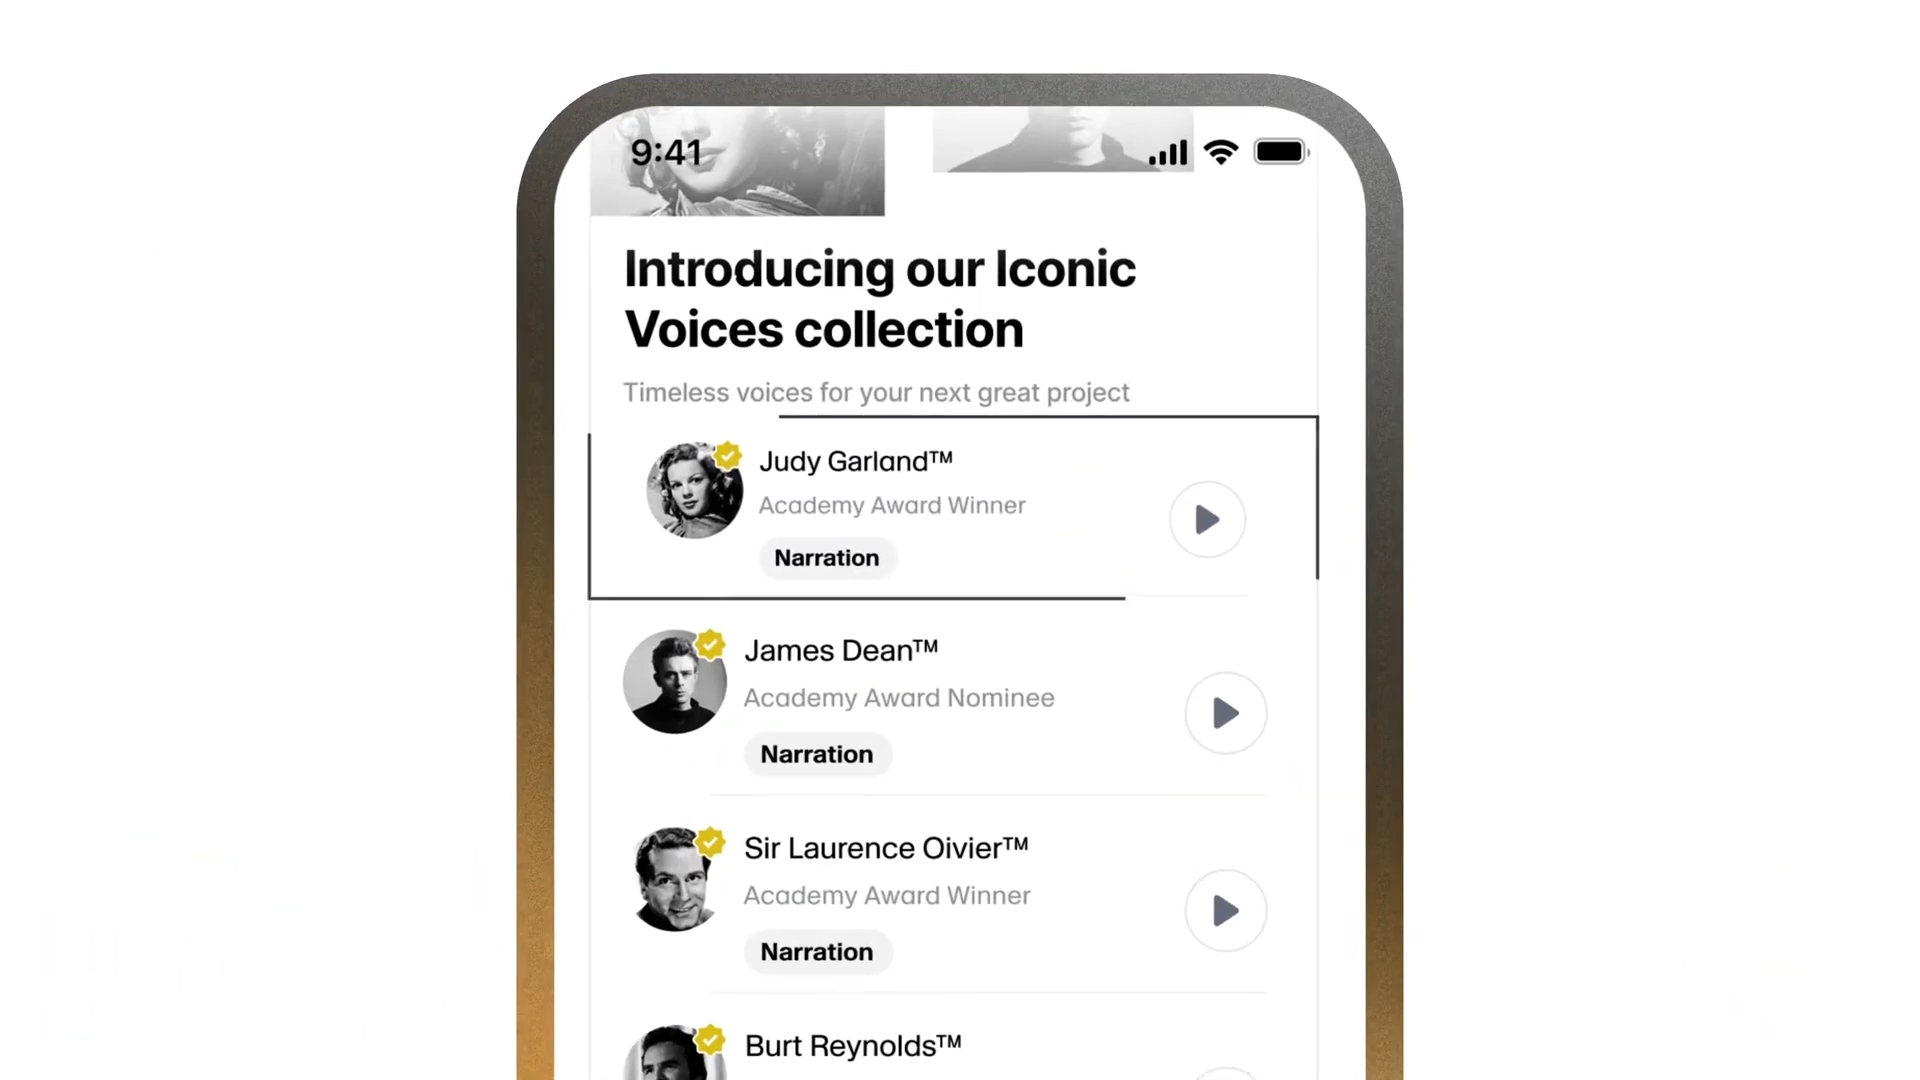 9:41
Introducing our Iconic
Voices collection
Timeless voices for your next great project
Judy Garland™
Academy Award Winner
Narration
James Dean™
Academy Award Nominee
Narration
Sir Laurence Oivier™
Academy Award Winner
Narration
Burt Reynolds™